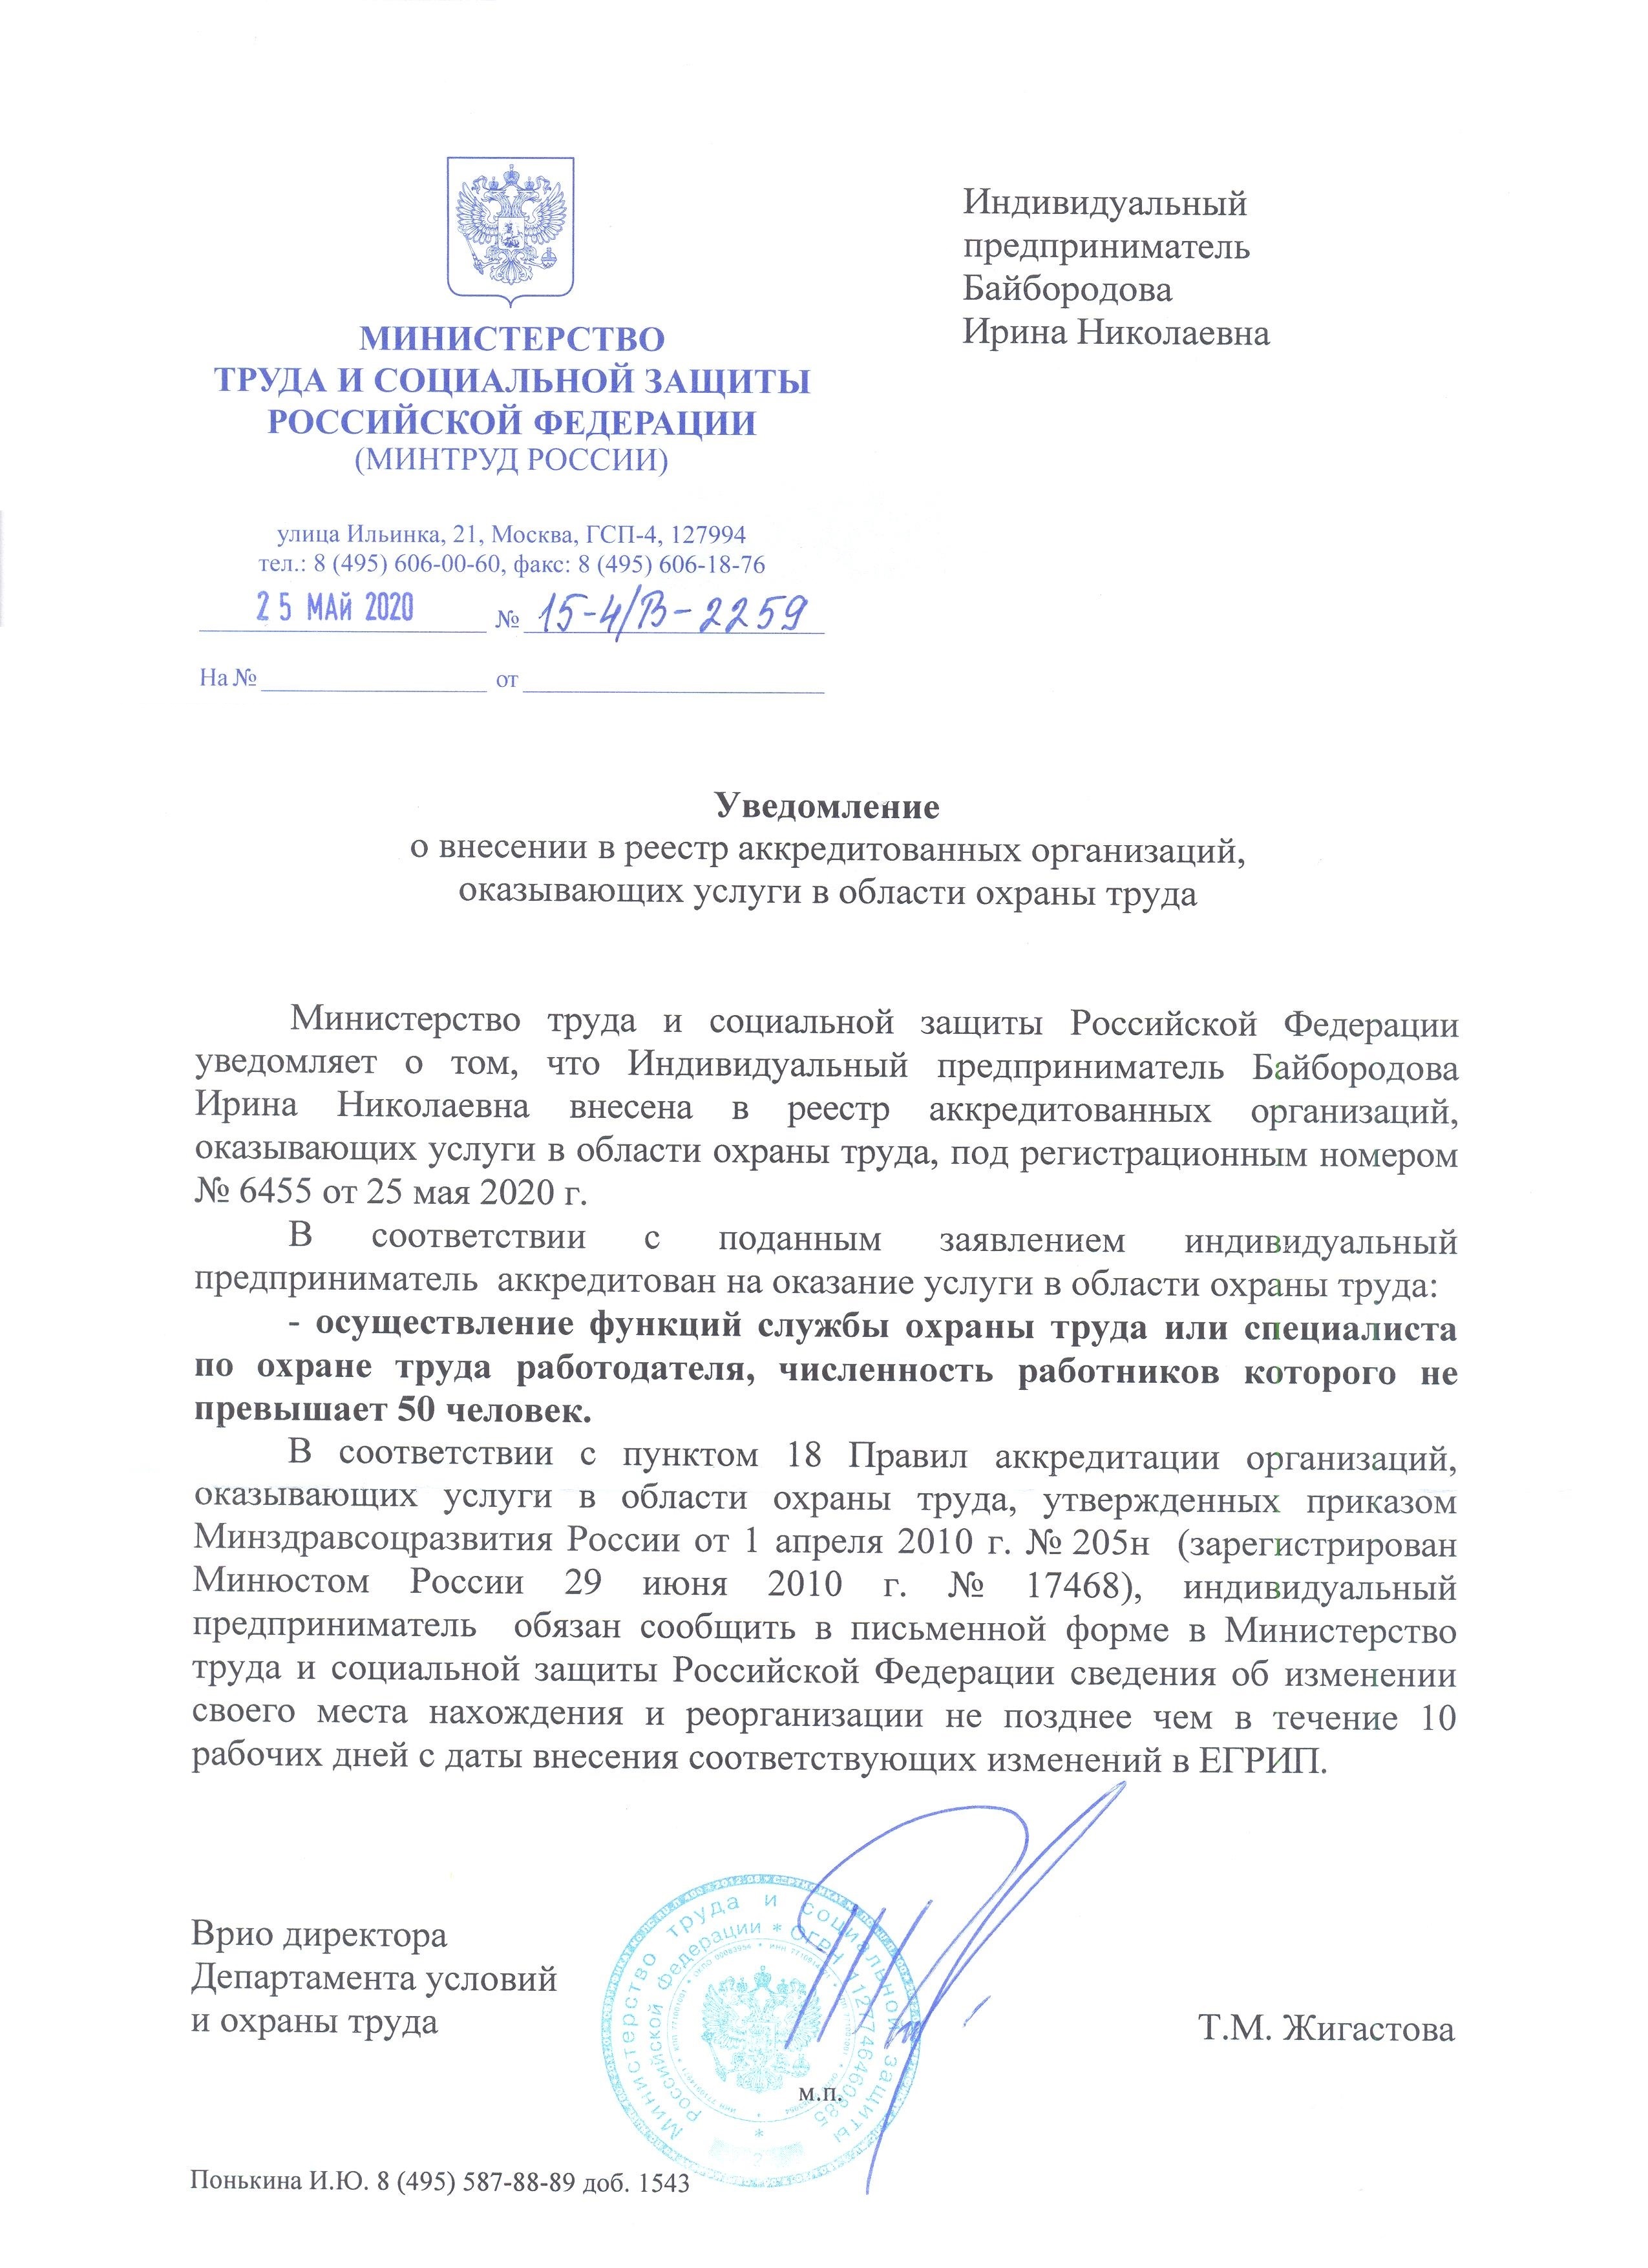 Индивидуальный
предприниматель
Байбородова
Ирина Николаевна
МИНИСТЕРСТВО
ТРУДА И СОЦИАЛЬНОЙ ЗАЩИТЫ
РОССИЙСКОЙ ФЕДЕРАЦИИ
(МИНТРУД РОССИИ)
улица Ильинка, 21, Москва, ГСП-4, 127994
тел.: 8 (495) 606-00-60, факс: 8 (495) 606-18-76
25 МАЙ 2020 № 15-4/В-2259
На № от
Уведомление
о внесении в реестр аккредитованных организаций,
оказывающих услуги в области охраны труда
Министерство труда и социальной защиты Российской Федерации
уведомляет о том, что Индивидуальный предприниматель Байбородова
Ирина Николаевна внесена в реестр аккредитованных организаций,
оказывающих услуги в области охраны труда, под регистрационным номером
№ 6455 от 25 мая 2020 г.
В соответствии с поданным заявлением индивидуальный
предприниматель аккредитован на оказание услуги в области охраны труда:
- осуществление функций службы охраны труда или специалиста
по охране труда работодателя, численность работников которого не
превышает 50 человек.
В соответствии с пунктом 18 Правил аккредитации организаций,
оказывающих услуги в области охраны труда, утвержденных приказом
Минздравсоцразвития России от 1 апреля 2010 г. № 205н (зарегистрирован
Минюстом России 29 июня 2010 г. № 17468), индивидуальный
предприниматель обязан сообщить в письменной форме в Министерство
труда и социальной защиты Российской Федерации сведения об изменении
своего места нахождения и реорганизации не позднее чем в течение 10
рабочих дней с даты внесения соответствующих изменений в ЕГРИП.
Врио директора
Департамента условий
и охраны труда
Т.М. Жигастова
Министерство труда и социальной защиты
Российской Федерации * ОГРН 1127746460885
*
м.п.
Понькина И.Ю. 8 (495) 587-88-89 доб. 1543